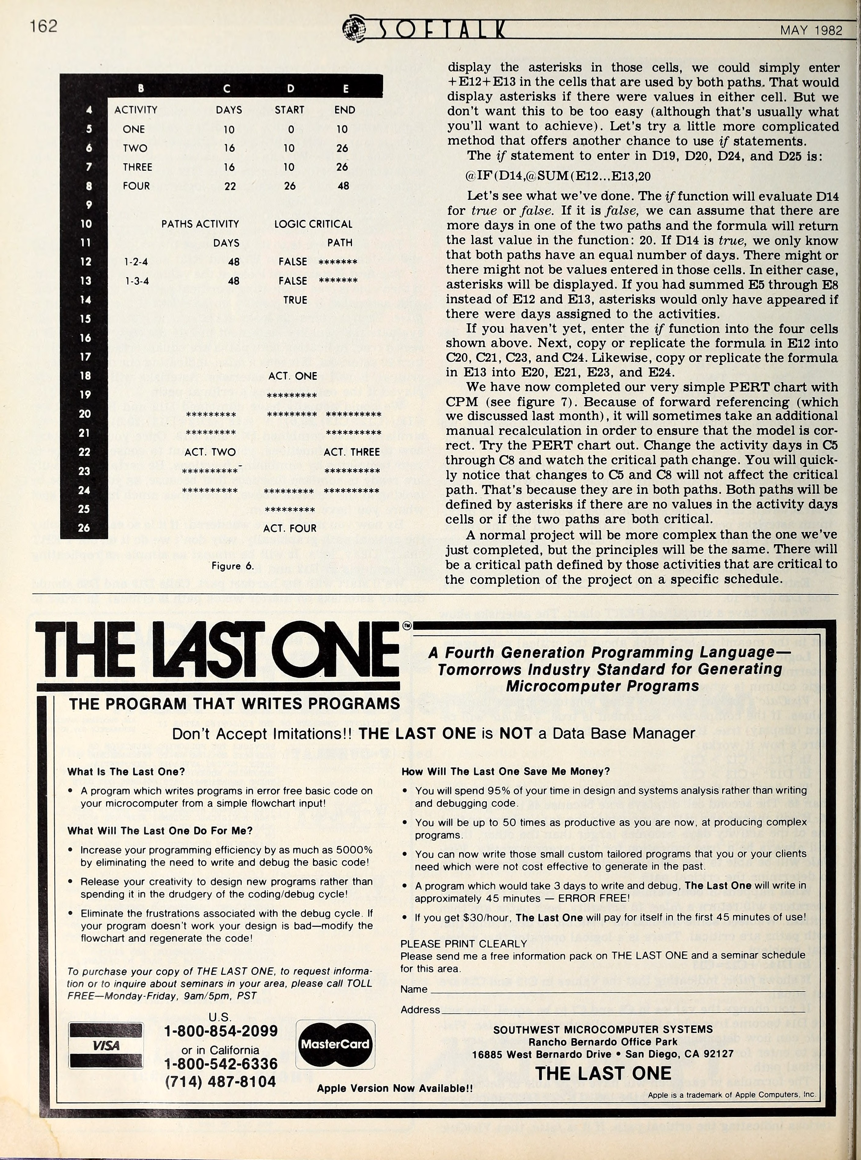 162
SOFTALK
MAY 1982
B C D E
4 ACTIVITY DAYS START END
5 ONE 10 0 10
6 TWO 16 10 26
7 THREE 16 10 26
8 FOUR 22 26 48
9
10 PATHS ACTIVITY LOGIC CRITICAL
11 DAYS PATH
12 1-2-4 48 FALSE *******
13 1-3-4 48 FALSE *******
14 TRUE
15
16
17
18 ACT. ONE
19 *********
20 ********* ********* **********
21 ********* **********
22 ACT. TWO ACT. THREE
23 ********** **********
24 ********** ********* **********
25 *********
26 ACT. FOUR
Figure 6.
display the asterisks in those cells, we could simply enter
+E12+E13 in the cells that are used by both paths. That would
display asterisks if there were values in either cell. But we
don't want this to be too easy (although that's usually what
you'll want to achieve). Let's try a little more complicated
method that offers another chance to use if statements.
The if statement to enter in D19, D20, D24, and D25 is:
@IF(D14,@SUM(E12...E13,20
Let's see what we've done. The if function will evaluate D14
for true or false. If it is false, we can assume that there are
more days in one of the two paths and the formula will return
the last value in the function: 20. If D14 is true, we only know
that both paths have an equal number of days. There might or
there might not be values entered in those cells. In either case,
asterisks will be displayed. If you had summed E5 through E8
instead of E12 and E13, asterisks would only have appeared if
there were days assigned to the activities.
If you haven't yet, enter the if function into the four cells
shown above. Next, copy or replicate the formula in E12 into
C20, C21, C23, and C24. Likewise, copy or replicate the formula
in E13 into E20, E21, E23, and E24.
We have now completed our very simple PERT chart with
CPM (see figure 7). Because of forward referencing (which
we discussed last month), it will sometimes take an additional
manual recalculation in order to ensure that the model is cor-
rect. Try the PERT chart out. Change the activity days in C5
through C8 and watch the critical path change. You will quick-
ly notice that changes to C5 and C8 will not affect the critical
path. That's because they are in both paths. Both paths will be
defined by asterisks if there are no values in the activity days
cells or if the two paths are both critical.
A normal project will be more complex than the one we've
just completed, but the principles will be the same. There will
be a critical path defined by those activities that are critical to
the completion of the project on a specific schedule.
THE LAST ONE
THE PROGRAM THAT WRITES PROGRAMS
A Fourth Generation Programming Language—
Tomorrows Industry Standard for Generating
Microcomputer Programs
Don't Accept Imitations!! THE LAST ONE is NOT a Data Base Manager
What Is The Last One?
• A program which writes programs in error free basic code on
your microcomputer from a simple flowchart input!
What Will The Last One Do For Me?
• Increase your programming efficiency by as much as 5000%
by eliminating the need to write and debug the basic code!
• Release your creativity to design new programs rather than
spending it in the drudgery of the coding/debug cycle!
• Eliminate the frustrations associated with the debug cycle. If
your program doesn't work your design is bad—modify the
flowchart and regenerate the code!
To purchase your copy of THE LAST ONE, to request informa-
tion or to inquire about seminars in your area, please call TOLL
FREE—Monday-Friday, 9am/5pm, PST
VISA
U.S.
1-800-854-2099
or in California
1-800-542-6336
(714) 487-8104
MasterCard
How Will The Last One Save Me Money?
• You will spend 95% of your time in design and systems analysis rather than writing
and debugging code.
• You will be up to 50 times as productive as you are now, at producing complex
programs.
• You can now write those small custom tailored programs that you or your clients
need which were not cost effective to generate in the past.
• A program which would take 3 days to write and debug, The Last One will write in
approximately 45 minutes — ERROR FREE!
• If you get $30/hour, The Last One will pay for itself in the first 45 minutes of use!
PLEASE PRINT CLEARLY
Please send me a free information pack on THE LAST ONE and a seminar schedule
for this area.
Name
Address
SOUTHWEST MICROCOMPUTER SYSTEMS
Rancho Bernardo Office Park
16885 West Bernardo Drive • San Diego, CA 92127
THE LAST ONE
Apple Version Now Available!!
Apple is a trademark of Apple Computers, Inc.